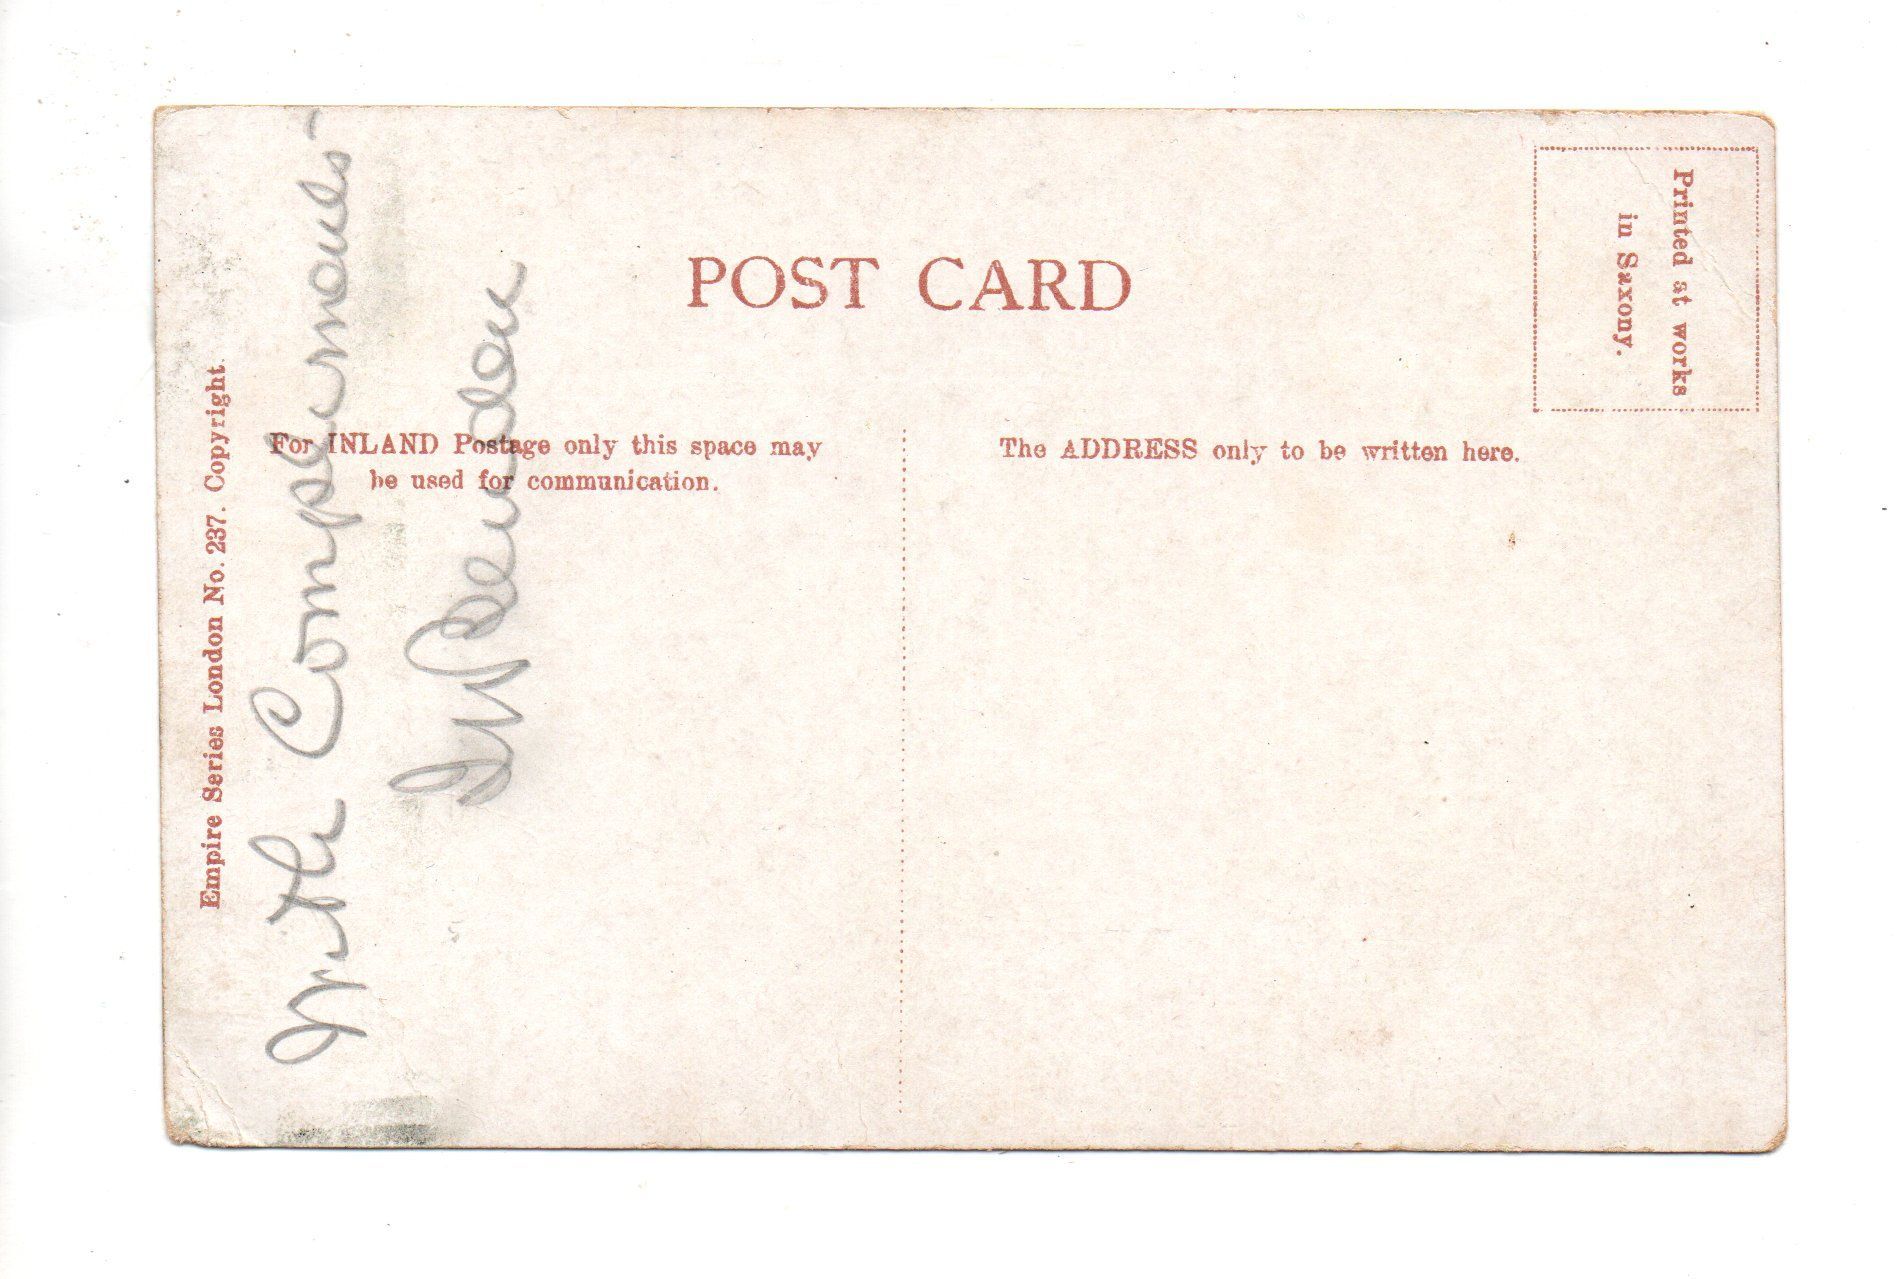 POST CARD
Printed at works
in Saxony.
For INLAND Postage only this space may
be used for communication.
The ADDRESS only to be written here.
Empire Series London No. 237. Copyright.
With